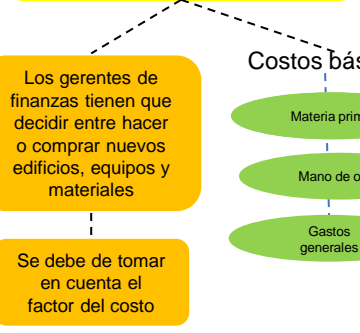 Los gerentes de
finanzas tienen que
decidir entre hacer
o comprar nuevos
edificios, equipos y
materiales
Se debe de tomar
en cuenta el
factor del costo
Costos
Materia
Mano de
Gastos
generales